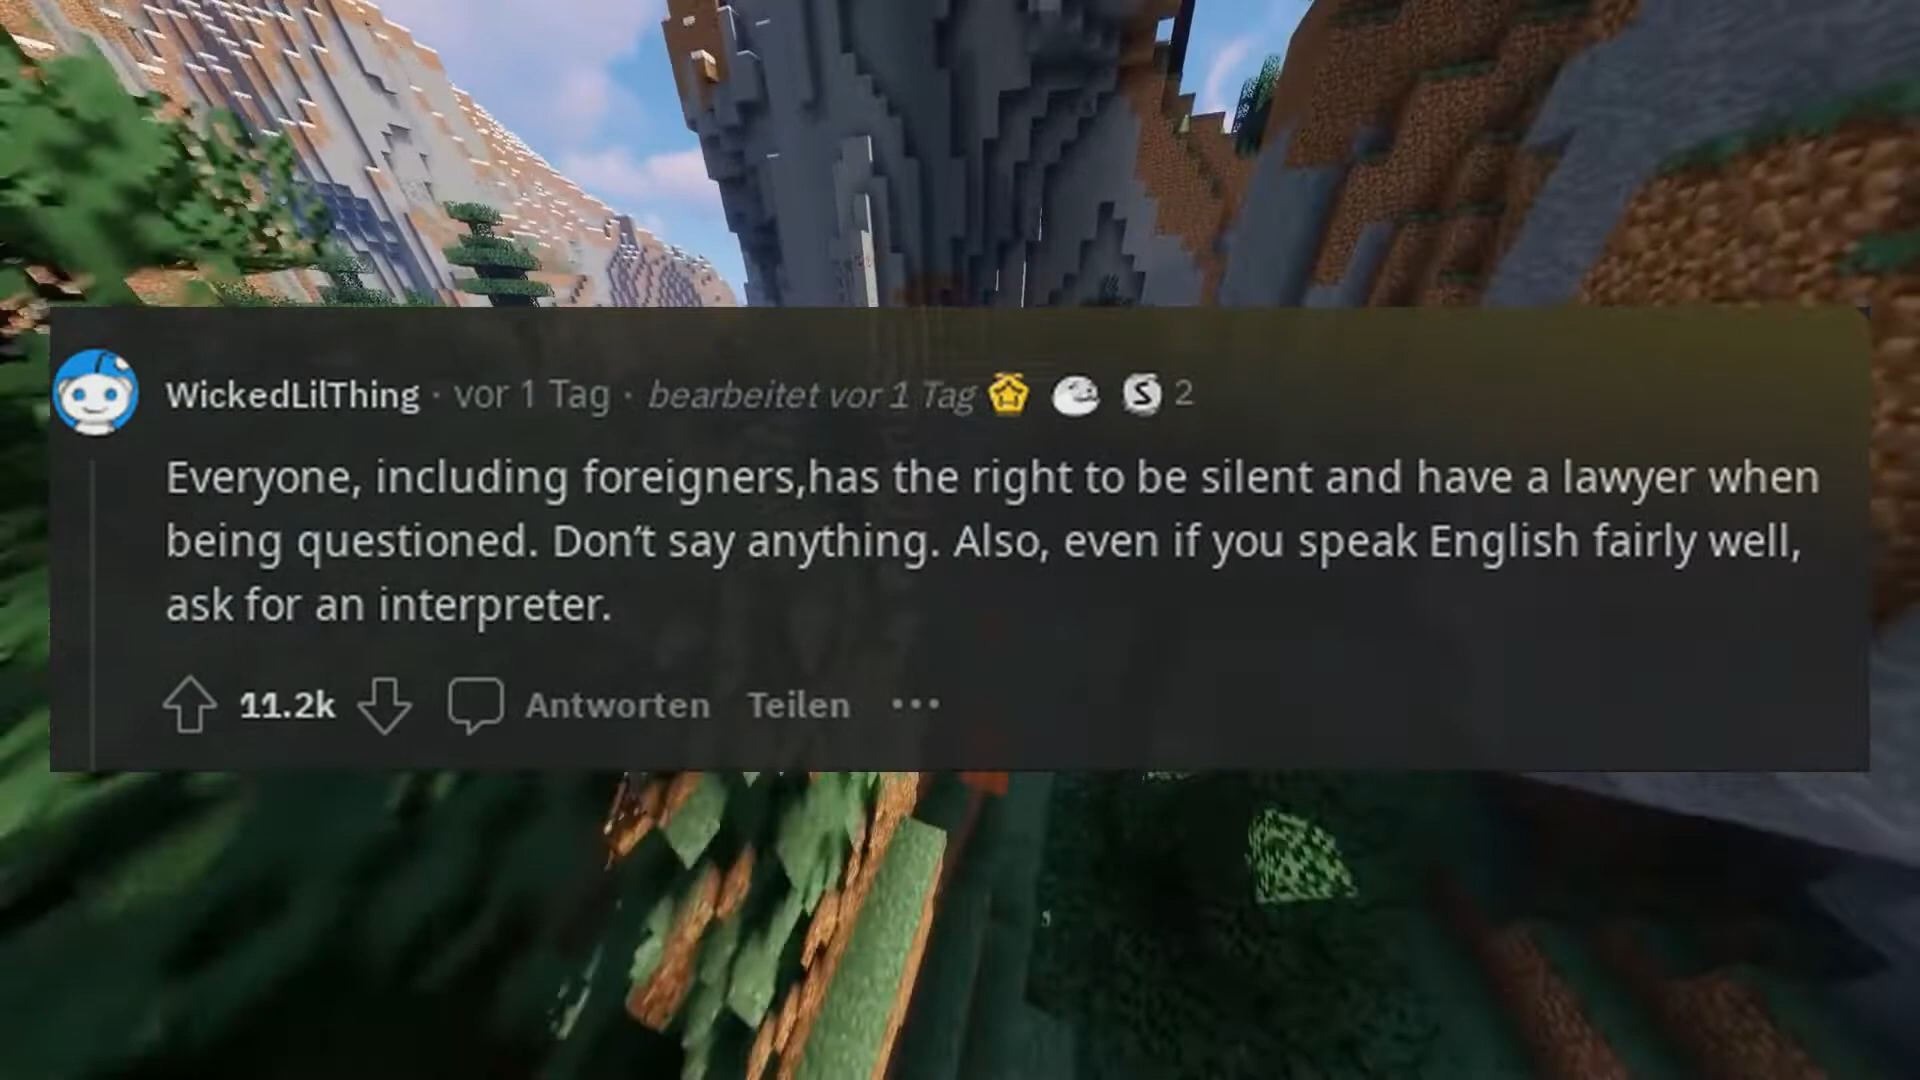 WickedLilThing · vor 1 Tag · bearbeitet vor 1 Tag S 2
Everyone, including foreigners,has the right to be silent and have a lawyer when
being questioned. Don’t say anything. Also, even if you speak English fairly well,
ask for an interpreter.
11.2k Antworten Teilen ···